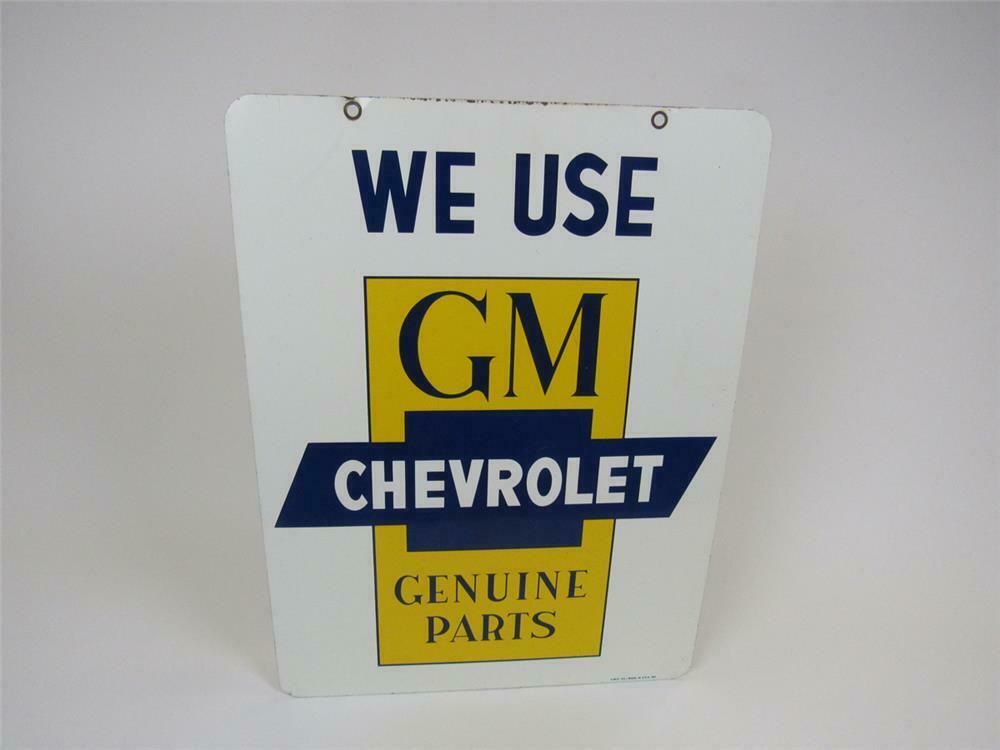 WE USE
GM
CHEVROLET
GENUINE
PARTS